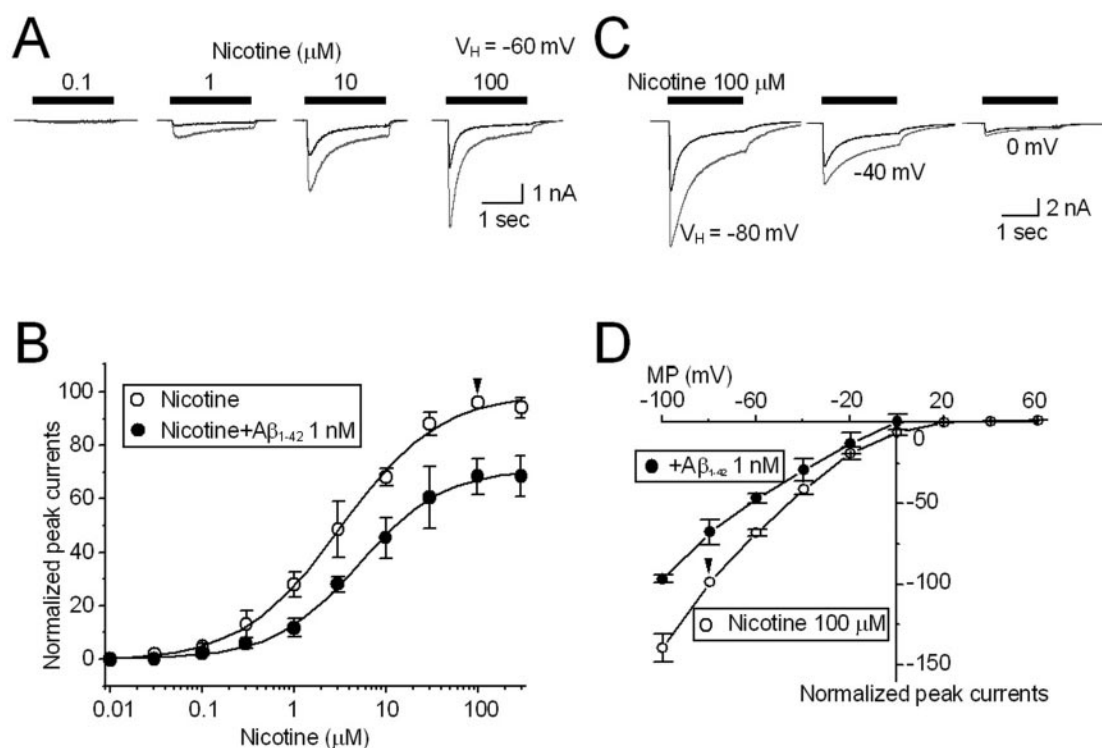 A
Nicotine (μM)
V_H = -60 mV
0.1 1 10 100
1 nA
1 sec
C
Nicotine 100 μM
0 mV
-40 mV
V_H = -80 mV
2 nA
1 sec
B
Normalized peak currents
100
80
60
40
20
0
Nicotine
Nicotine+Aβ₁₋₄₂ 1 nM
0.01 0.1 1 10 100
Nicotine (μM)
D
MP (mV)
-100 -60 -20 20 60
0
+Aβ₁₋₄₂ 1 nM
-50
-100
Nicotine 100 μM
-150
Normalized peak currents